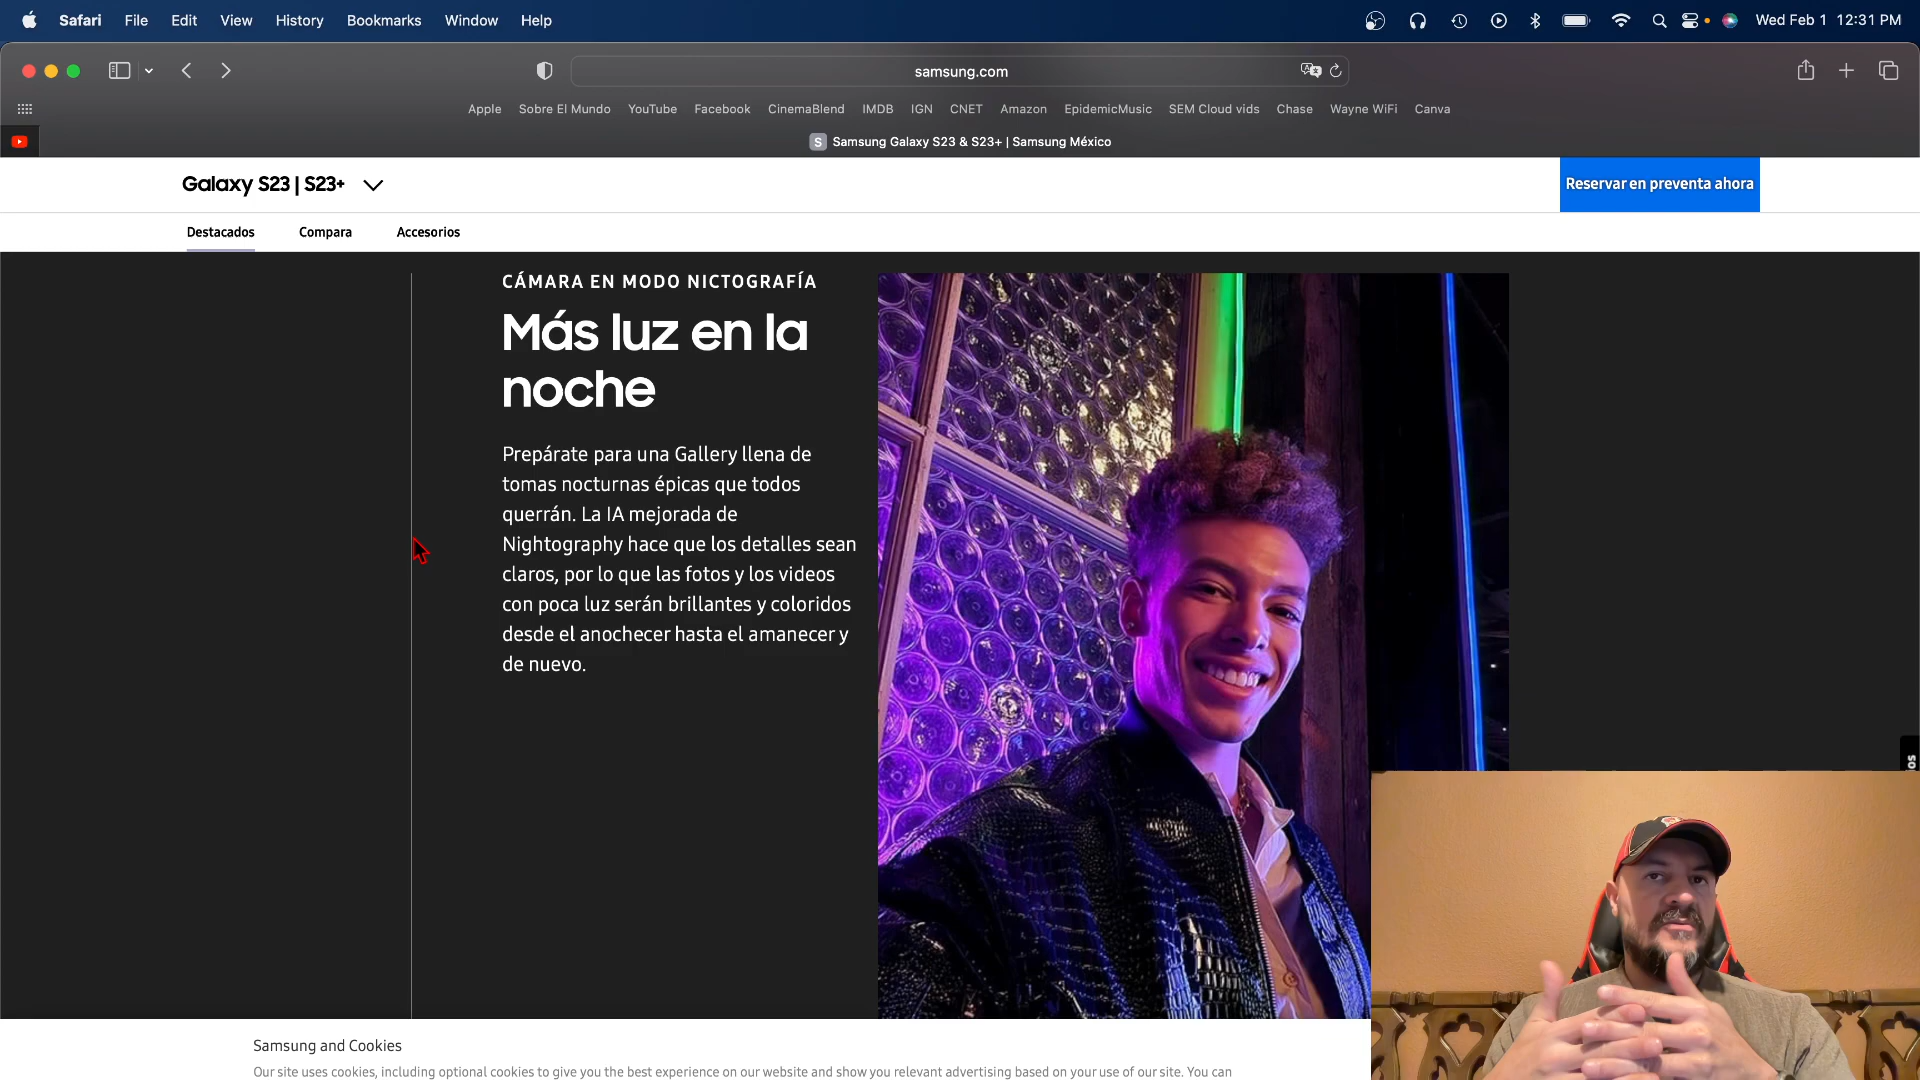 Safari File Edit View History Bookmarks Window Help Wed Feb 1 12:31 PM
samsung.com
Apple Sobre El Mundo YouTube Facebook CinemaBlend IMDB IGN CNET Amazon EpidemicMusic SEM Cloud vids Chase Wayne WiFi Canva
S Samsung Galaxy S23 & S23+ | Samsung México
Galaxy S23 | S23+
Reservar en preventa ahora
Destacados Compara Accesorios
CÁMARA EN MODO NICTOGRAFÍA
Más luz en la
noche
Prepárate para una Gallery llena de
tomas nocturnas épicas que todos
querrán. La IA mejorada de
Nightography hace que los detalles sean
claros, por lo que las fotos y los videos
con poca luz serán brillantes y coloridos
desde el anochecer hasta el amanecer y
de nuevo.
Samsung and Cookies
Our site uses cookies, including optional cookies to give you the best experience on our website and show you relevant advertising based on your use of our site. You can